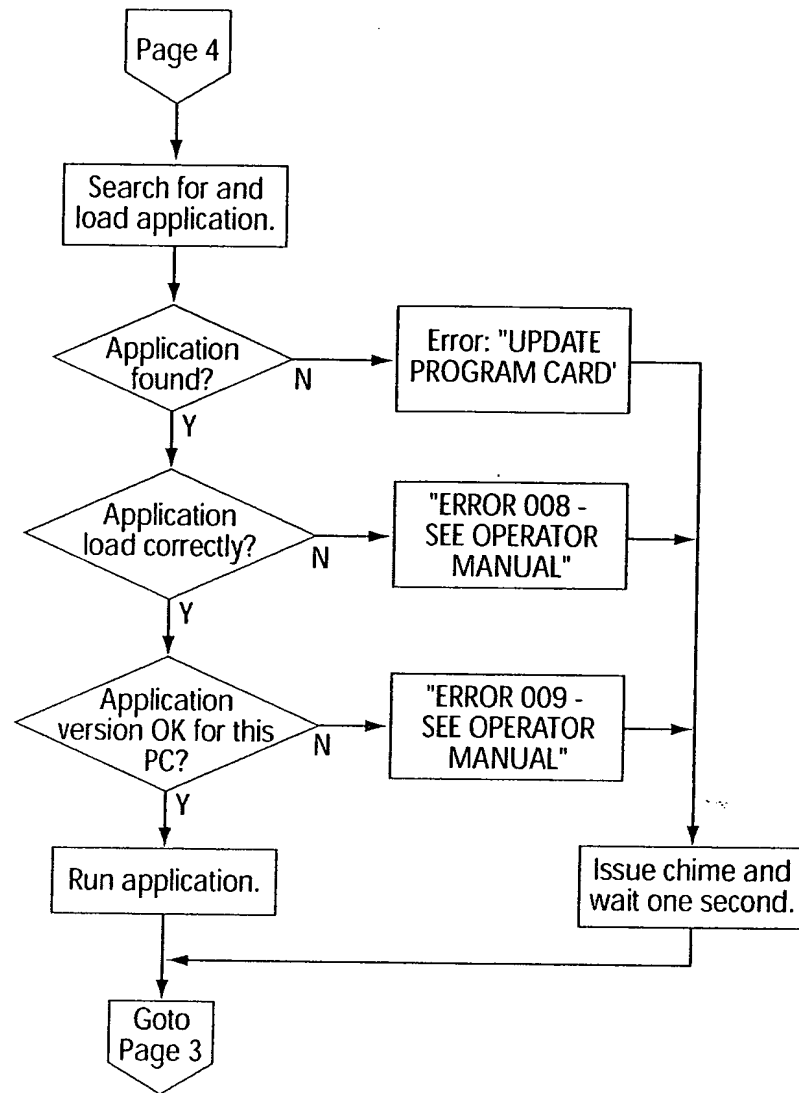 Page 4
Search for and
load application.
Application
found?
N
Y
Error: "UPDATE
PROGRAM CARD'
Application
load correctly?
N
Y
"ERROR 008 -
SEE OPERATOR
MANUAL"
Application
version OK for this
PC?
N
Y
"ERROR 009 -
SEE OPERATOR
MANUAL"
Run application.
Issue chime and
wait one second.
Goto
Page 3